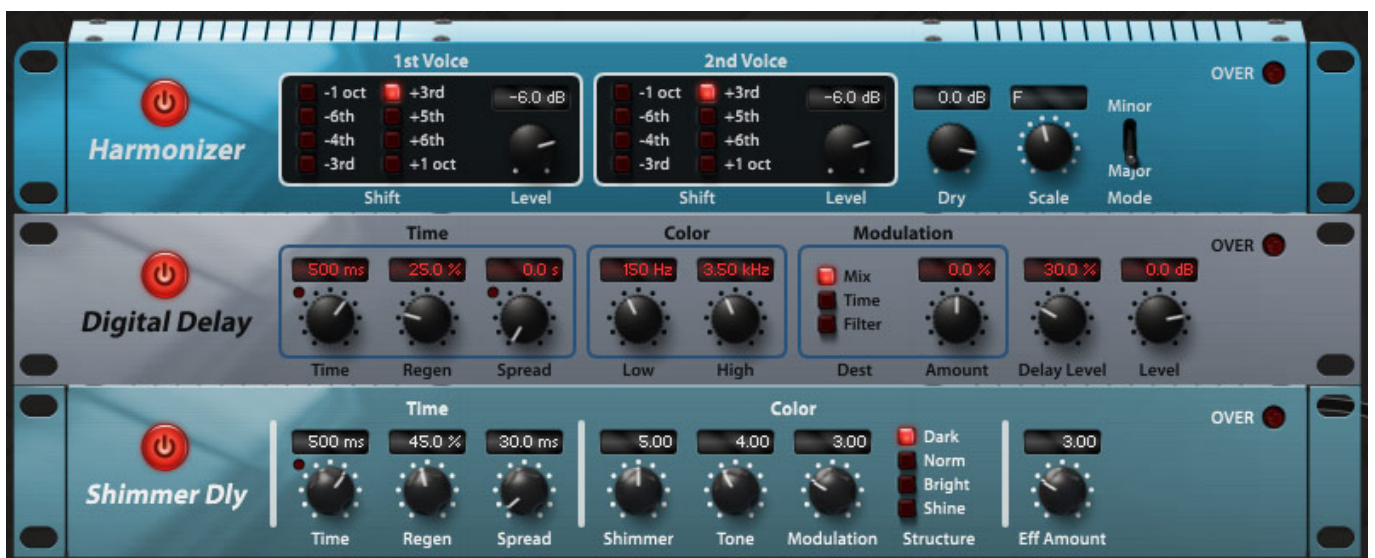 1st Voice 2nd Voice
OVER
-1 oct +3rd -6.0 dB -1 oct +3rd -6.0 dB 0.0 dB F Minor
-6th +5th -6th +5th
-4th +6th -4th +6th
Harmonizer
-3rd +1 oct -3rd +1 oct Major
Shift Level Shift Level Dry Scale Mode
Time Color Modulation
OVER
500 ms 25.0 % 0.0 s 150 Hz 3.50 kHz Mix 0.0 % 30.0 % 0.0 dB
Time
Digital Delay Filter
Time Regen Spread Low High Dest Amount Delay Level Level
Time Color
OVER
500 ms 45.0 % 30.0 ms 5.00 4.00 3.00 Dark 3.00
Norm
Bright
Shimmer Dly Shine
Time Regen Spread Shimmer Tone Modulation Structure Eff Amount